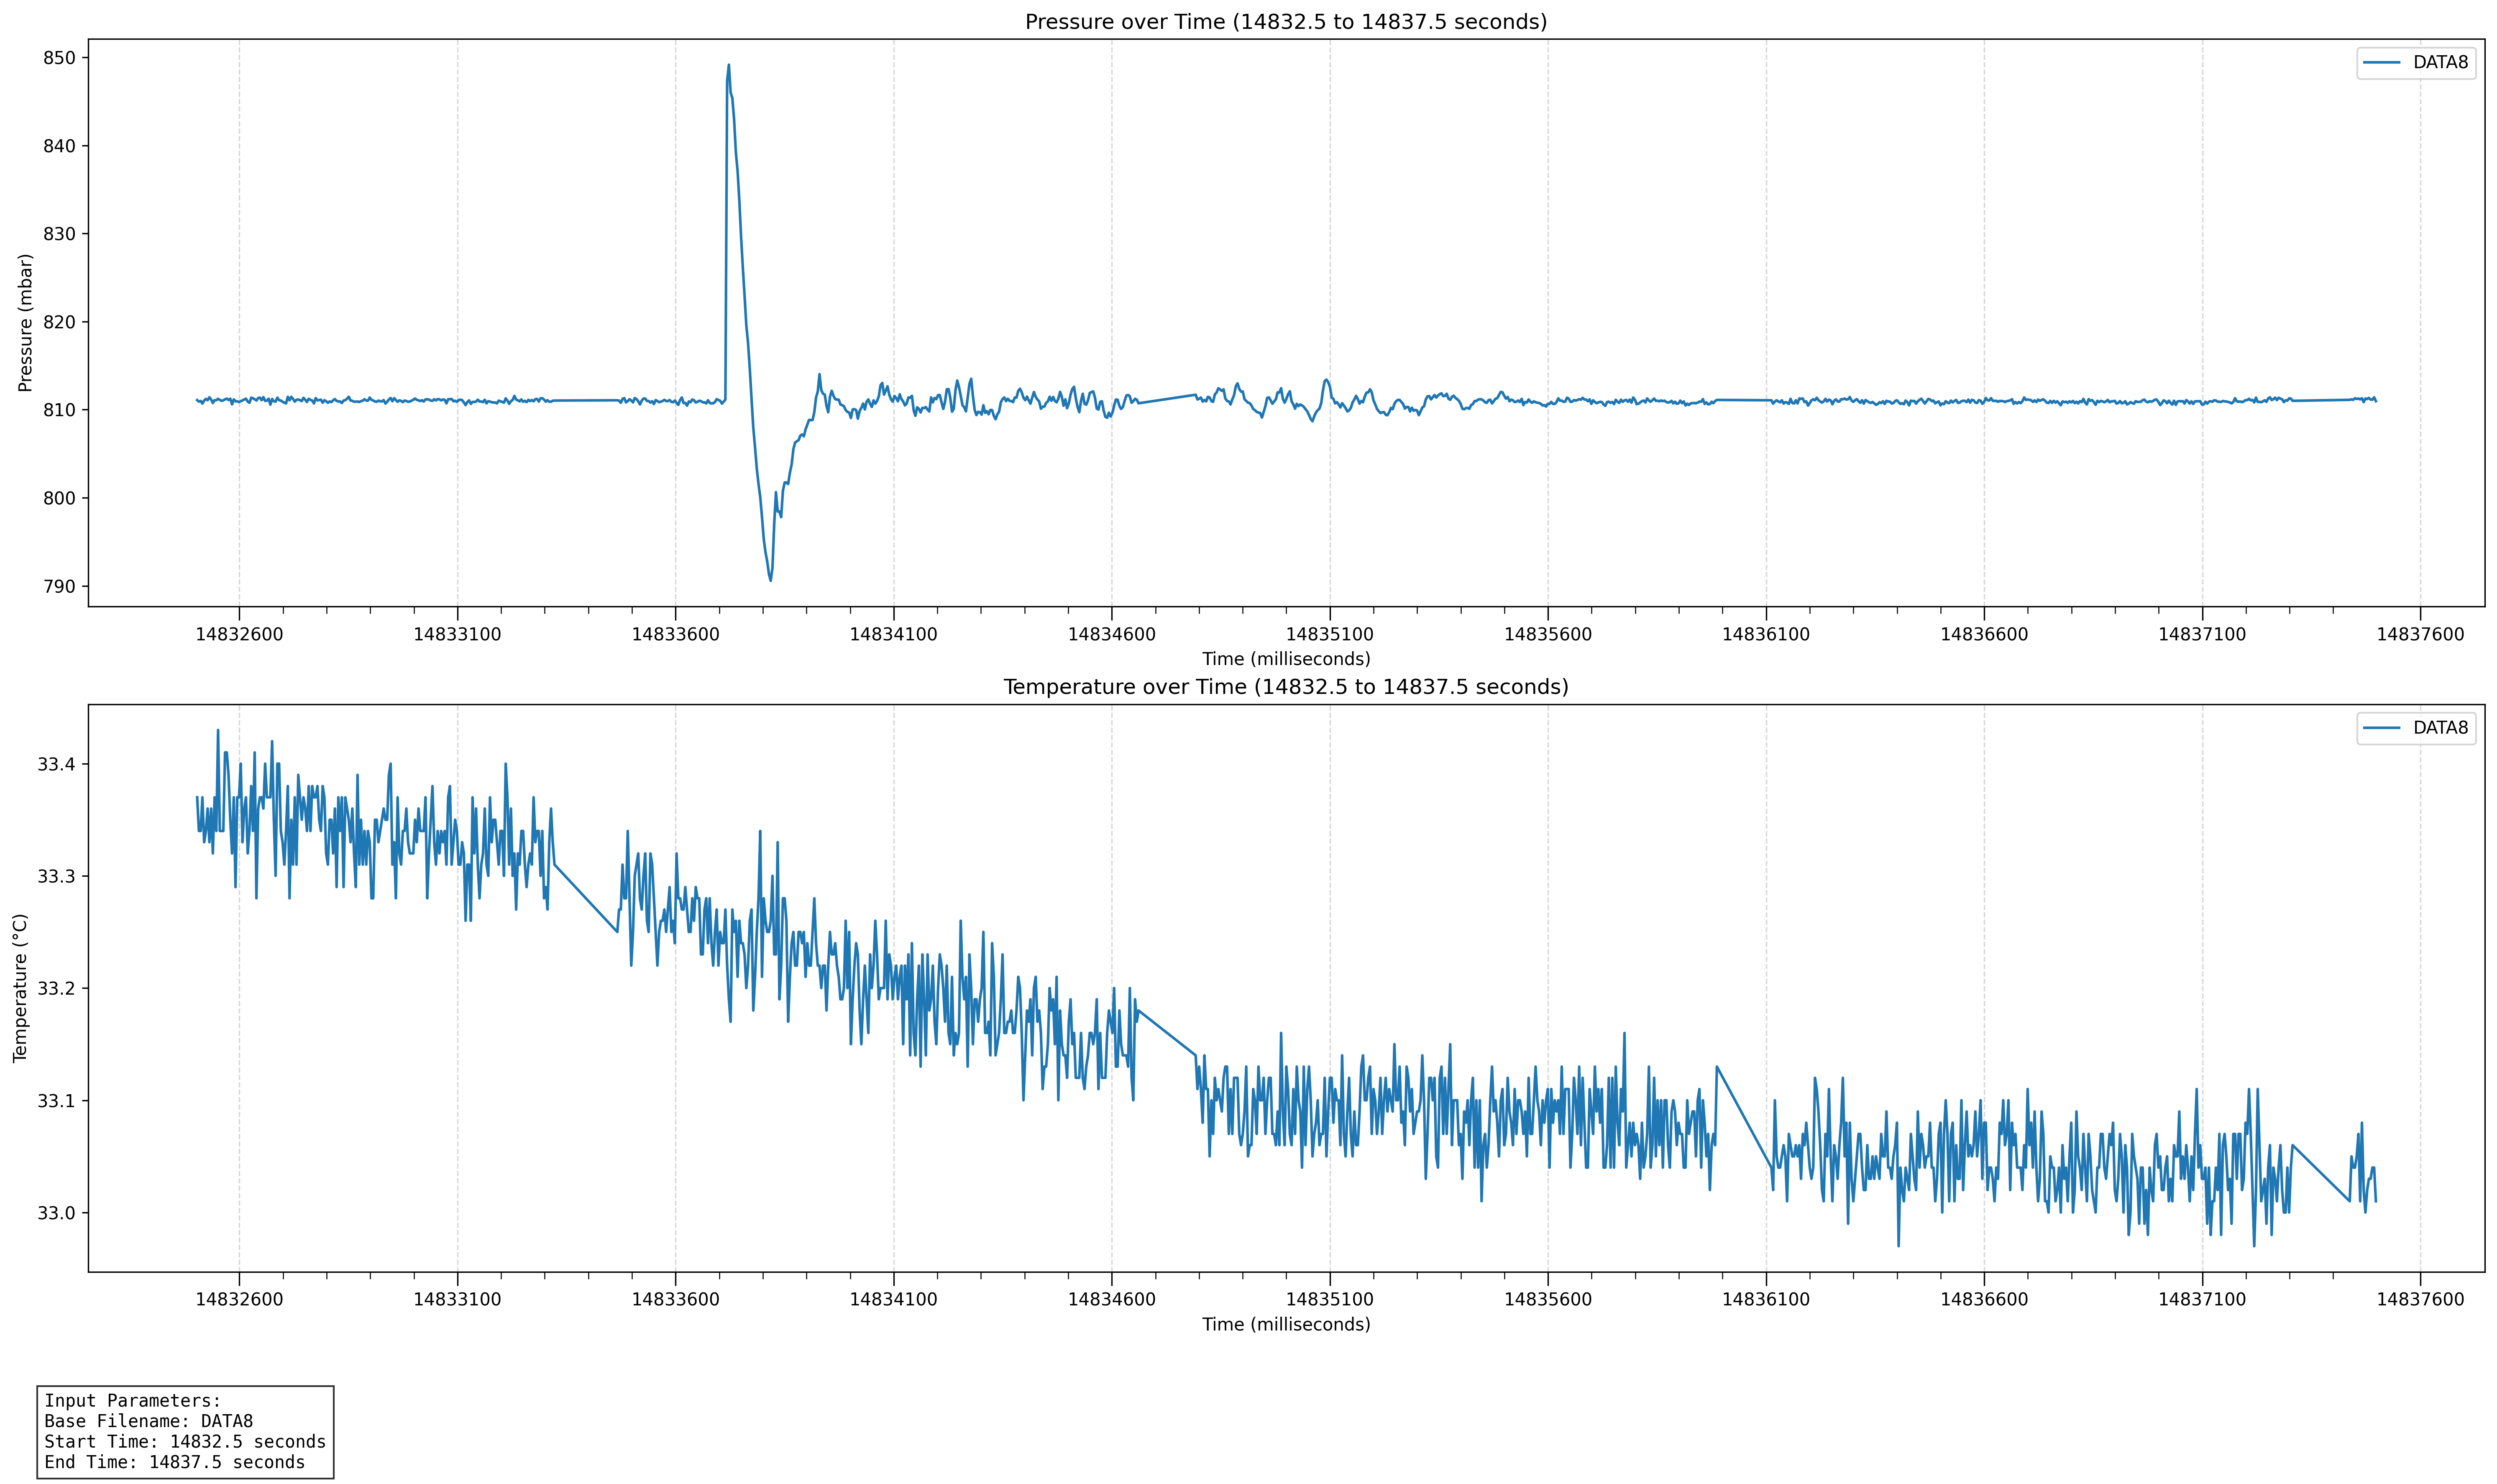 Pressure over Time (14832.5 to 14837.5 seconds)
DATA8
850
840
830
820
810
800
790
Pressure (mbar)
14832600 14833100 14833600 14834100 14834600 14835100 14835600 14836100 14836600 14837100 14837600
Time (milliseconds)
Temperature over Time (14832.5 to 14837.5 seconds)
DATA8
33.4
33.3
33.2
33.1
33.0
Temperature (°C)
14832600 14833100 14833600 14834100 14834600 14835100 14835600 14836100 14836600 14837100 14837600
Time (milliseconds)
Input Parameters:
Base Filename: DATA8
Start Time: 14832.5 seconds
End Time: 14837.5 seconds